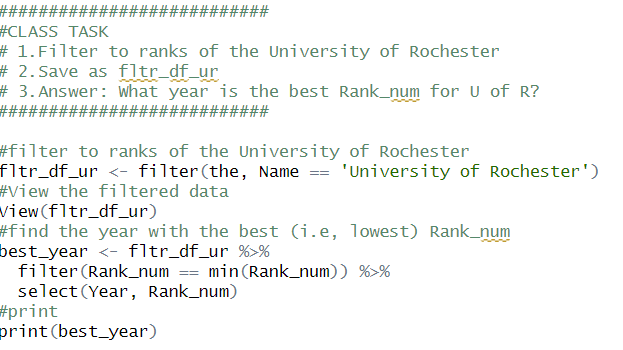 ###########################
#CLASS TASK
# 1.Filter to ranks of the University of Rochester
# 2.Save as fltr_df_ur
# 3.Answer: What year is the best Rank_num for U of R?
###########################
#filter to ranks of the University of Rochester
fltr_df_ur <- filter(the, Name == 'University of Rochester')
#View the filtered data
View(fltr_df_ur)
#find the year with the best (i.e, lowest) Rank_num
best_year <- fltr_df_ur %>%
  filter(Rank_num == min(Rank_num)) %>%
  select(Year, Rank_num)
#print
print(best_year)